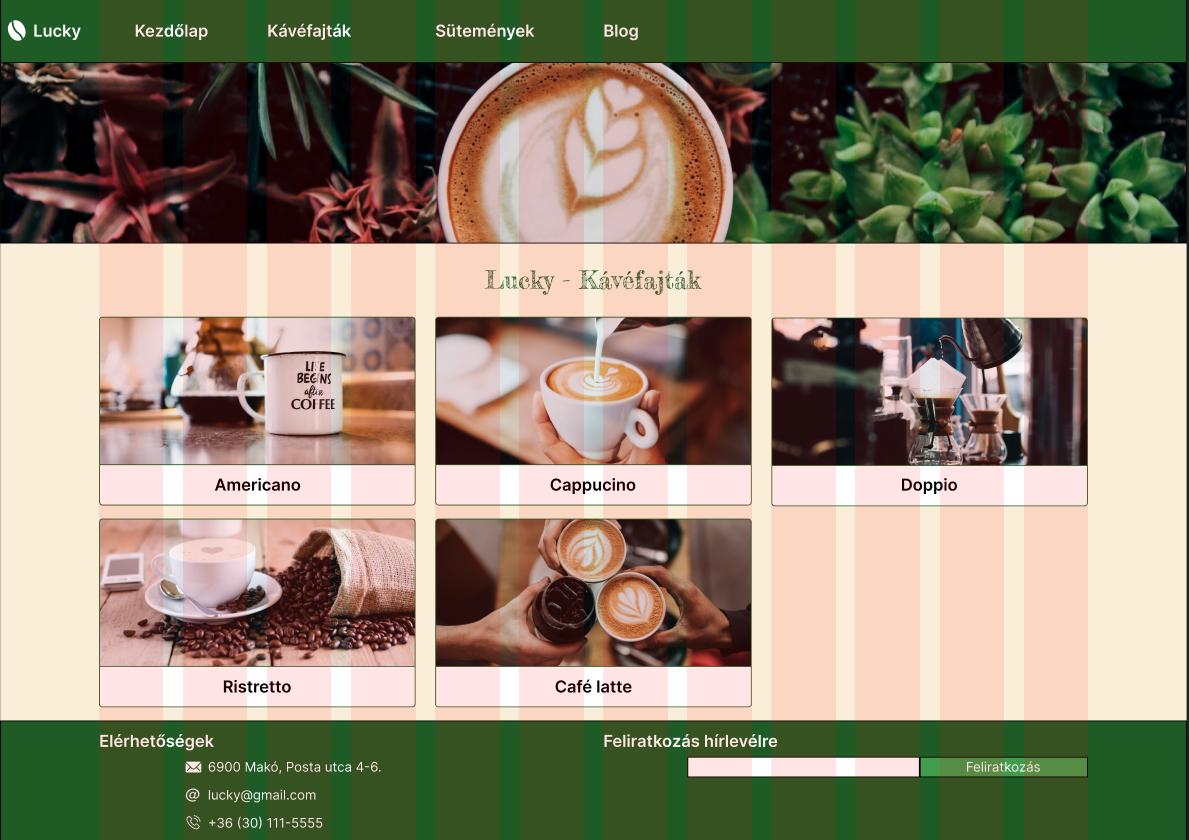 Lucky Kezdőlap Kávéfajták Sütemények Blog
Lucky - Kávéfajták
LIFE
BEGINS
after
COFFEE
Americano Cappucino Doppio
Ristretto Café latte
Elérhetőségek Feliratkozás hírlevélre
6900 Makó, Posta utca 4-6. Feliratkozás
lucky@gmail.com
+36 (30) 111-5555